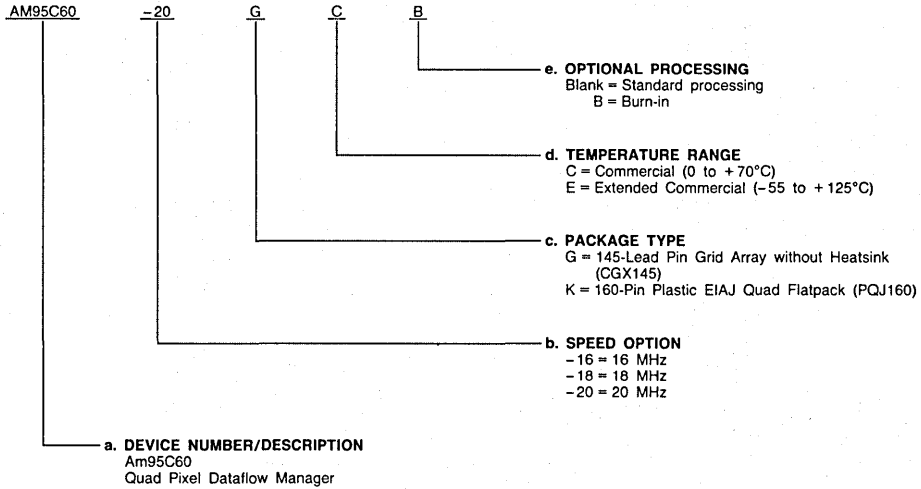 AM95C60 -20 G C B
e. OPTIONAL PROCESSING
Blank = Standard processing
B = Burn-in
d. TEMPERATURE RANGE
C = Commercial (0 to +70°C)
E = Extended Commercial (-55 to +125°C)
c. PACKAGE TYPE
G = 145-Lead Pin Grid Array without Heatsink
(CGX145)
K = 160-Pin Plastic EIAJ Quad Flatpack (PQJ160)
b. SPEED OPTION
-16 = 16 MHz
-18 = 18 MHz
-20 = 20 MHz
a. DEVICE NUMBER/DESCRIPTION
Am95C60
Quad Pixel Dataflow Manager